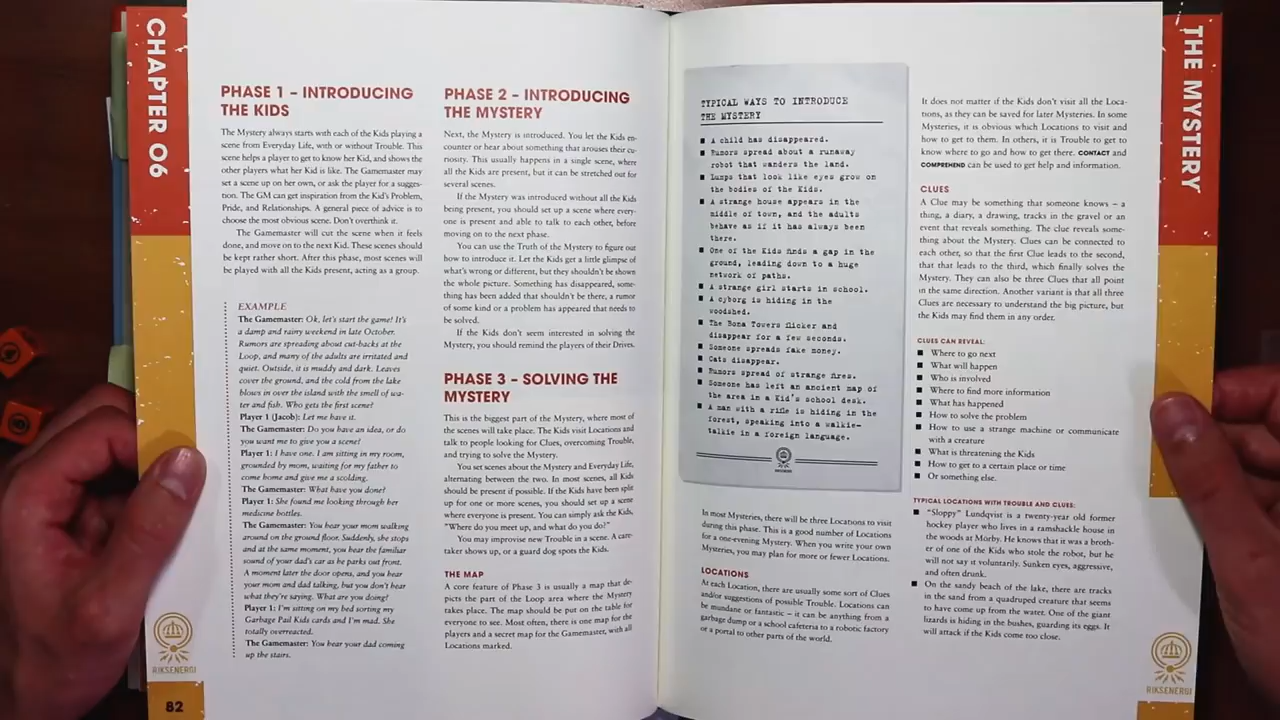 CHAPTER 06
PHASE 1 – INTRODUCING
THE KIDS
The Mystery always starts with each of the Kids playing a
scene from Everyday Life, with or without Trouble. This
scene helps a player to get to know her Kid, and shows the
other players what her Kid is like. The Gamemaster may
set a scene up on her own, or ask the player for a sugges-
tion. The GM can get inspiration from the Kid's Problem,
Pride, and Relationships. A general piece of advice is to
choose the most obvious scene. Don't overthink it.
The Gamemaster will cut the scene when it feels
done, and move on to the next Kid. These scenes should
be kept rather short. After this phase, most scenes will
be played with all the Kids present, acting as a group.
EXAMPLE
The Gamemaster: Ok, let's start the game! It's
a damp and rainy weekend in late October.
Rumors are spreading about cut-backs at the
Loop, and many of the adults are irritated and
quiet. Outside, it is muddy and dark. Leaves
cover the ground, and the cold from the lake
blows in over the island with the smell of wa-
ter and fish. Who gets the first scene?
Player 1 (Jacob): Let me have it.
The Gamemaster: Do you have an idea, or do
you want me to give you a scene?
Player 1: I have one. I am sitting in my room,
grounded by mom, waiting for my father to
come home and give me a scolding.
The Gamemaster: What have you done?
Player 1: She found me looking through her
medicine bottles.
The Gamemaster: You hear your mom walking
around on the ground floor. Suddenly, she stops
and at the same moment, you hear the familiar
sound of your dad's car as he parks out front.
A moment later the door opens, and you hear
your mom and dad talking, but you don't hear
what they're saying. What are you doing?
Player 1: I'm sitting on my bed sorting my
Garbage Pail Kids cards and I'm mad. She
totally overreacted.
The Gamemaster: You hear your dad coming
up the stairs.
RIKSENERGI
82
PHASE 2 – INTRODUCING
THE MYSTERY
Next, the Mystery is introduced. You let the Kids en-
counter or hear about something that arouses their cu-
riosity. This usually happens in a single scene, where
all the Kids are present, but it can be stretched out for
several scenes.
If the Mystery was introduced without all the Kids
being present, you should set up a scene where every-
one is present and able to talk to each other, before
moving on to the next phase.
You can use the Truth of the Mystery to figure out
how to introduce it. Let the Kids get a little glimpse of
what's wrong or different, but they shouldn't be shown
the whole picture. Something has disappeared, some-
thing has been added that shouldn't be there, a rumor
of some kind or a problem has appeared that needs to
be solved.
If the Kids don't seem interested in solving the
Mystery, you should remind the players of their Drives.
PHASE 3 – SOLVING THE
MYSTERY
This is the biggest part of the Mystery, where most of
the scenes will take place. The Kids visit Locations and
talk to people looking for Clues, overcoming Trouble,
and trying to solve the Mystery.
You set scenes about the Mystery and Everyday Life,
alternating between the two. In most scenes, all Kids
should be present if possible. If the Kids have been split
up for one or more scenes, you should set up a scene
where everyone is present. You can simply ask the Kids,
"Where do you meet up, and what do you do?"
You may improvise new Trouble in a scene. A care-
taker shows up, or a guard dog spots the Kids.
THE MAP
A core feature of Phase 3 is usually a map that de-
picts the part of the Loop area where the Mystery
takes place. The map should be put on the table for
everyone to see. Most often, there is one map for the
players and a secret map for the Gamemaster, with all
Locations marked.
TYPICAL WAYS TO INTRODUCE
THE MYSTERY
■ A child has disappeared.
■ Rumors spread about a runaway
robot that wanders the land.
■ Lumps that look like eyes grow on
the bodies of the Kids.
■ A strange house appears in the
middle of town, and the adults
behave as if it has always been
there.
■ One of the Kids finds a gap in the
ground, leading down to a huge
network of paths.
■ A strange girl starts in school.
■ A cyborg is hiding in the
woodshed.
■ The Bona Towers flicker and
disappear for a few seconds.
■ Someone spreads fake money.
■ Cats disappear.
■ Rumors spread of strange fires.
■ Someone has left an ancient map of
the area in a Kid's school desk.
■ A man with a rifle is hiding in the
forest, speaking into a walkie-
talkie in a foreign language.
In most Mysteries, there will be three Locations to visit
during this phase. This is a good number of Locations
for a one-evening Mystery. When you write your own
Mysteries, you may plan for more or fewer Locations.
LOCATIONS
At each Location, there are usually some sort of Clues
and/or suggestions of possible Trouble. Locations can
be mundane or fantastic – it can be anything from a
garbage dump or a school cafeteria to a robotic factory
or a portal to other parts of the world.
It does not matter if the Kids don't visit all the Loca-
tions, as they can be saved for later Mysteries. In some
Mysteries, it is obvious which Locations to visit and
how to get to them. In others, it is Trouble to get to
know where to go and how to get there. CONTACT and
COMPREHEND can be used to get help and information.
CLUES
A Clue may be something that someone knows – a
thing, a diary, a drawing, tracks in the gravel or an
event that reveals something. The clue reveals some-
thing about the Mystery. Clues can be connected to
each other, so that the first Clue leads to the second,
that that leads to the third, which finally solves the
Mystery. They can also be three Clues that all point
in the same direction. Another variant is that all three
Clues are necessary to understand the big picture, but
the Kids may find them in any order.
CLUES CAN REVEAL:
■ Where to go next
■ What will happen
■ Who is involved
■ Where to find more information
■ What has happened
■ How to solve the problem
■ How to use a strange machine or communicate
with a creature
■ What is threatening the Kids
■ How to get to a certain place or time
■ Or something else.
TYPICAL LOCATIONS WITH TROUBLE AND CLUES:
■ "Sloppy" Lundqvist is a twenty-year old former
hockey player who lives in a ramshackle house in
the woods at Mörby. He knows that it was a broth-
er of one of the Kids who stole the robot, but he
will not say it voluntarily. Sunken eyes, aggressive,
and often drunk.
■ On the sandy beach of the lake, there are tracks
in the sand from a quadruped creature that seems
to have come up from the water. One of the giant
lizards is hiding in the bushes, guarding its eggs. It
will attack if the Kids come too close.
THE MYSTERY
RIKSENERGI